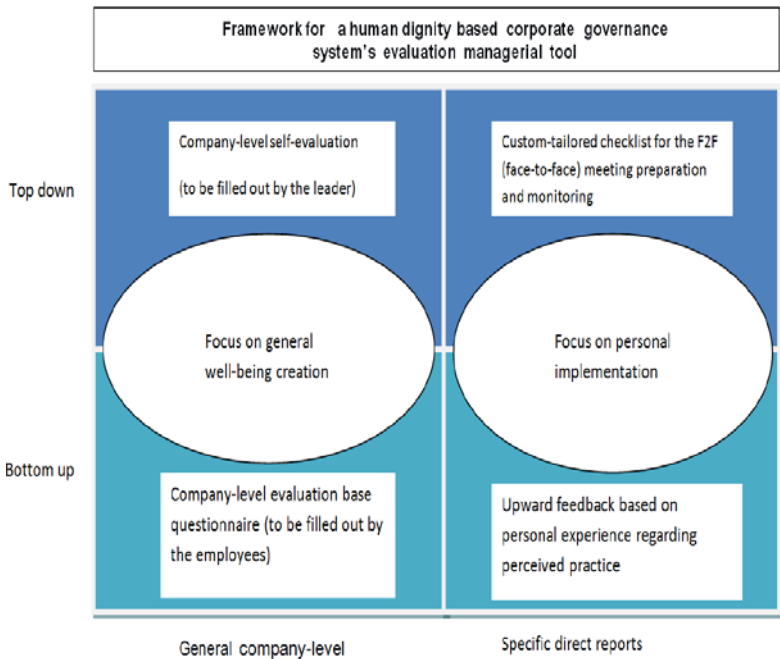 Framework for a human dignity based corporate governance
system's evaluation managerial tool
Company-level self-evaluation
(to be filled out by the leader)
Custom-tailored checklist for the F2F
(face-to-face) meeting preparation
and monitoring
Top down
Focus on general
well-being creation
Focus on personal
implementation
Bottom up
Company-level evaluation base
questionnaire (to be filled out by
the employees)
Upward feedback based on
personal experience regarding
perceived practice
General company-level
Specific direct reports